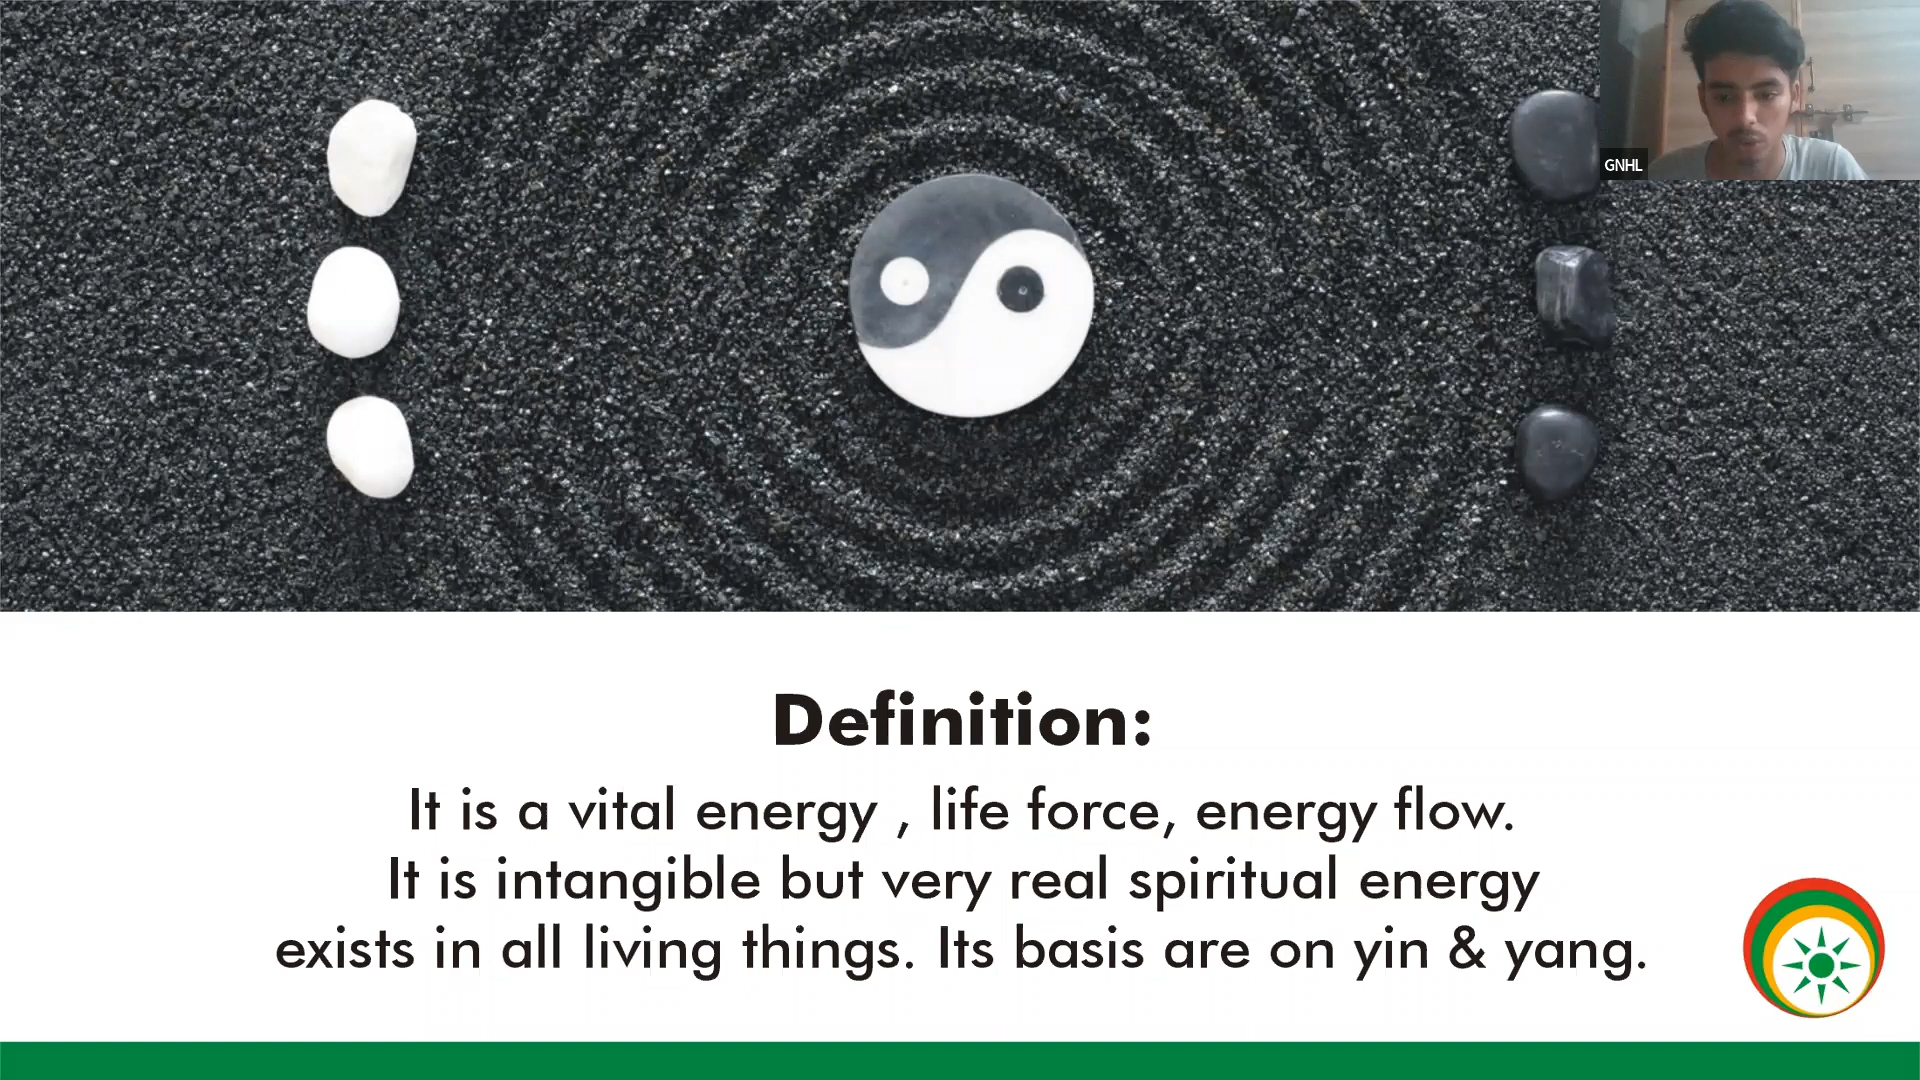 GNHL
Definition:
It is a vital energy , life force, energy flow.
It is intangible but very real spiritual energy
exists in all living things. Its basis are on yin & yang.